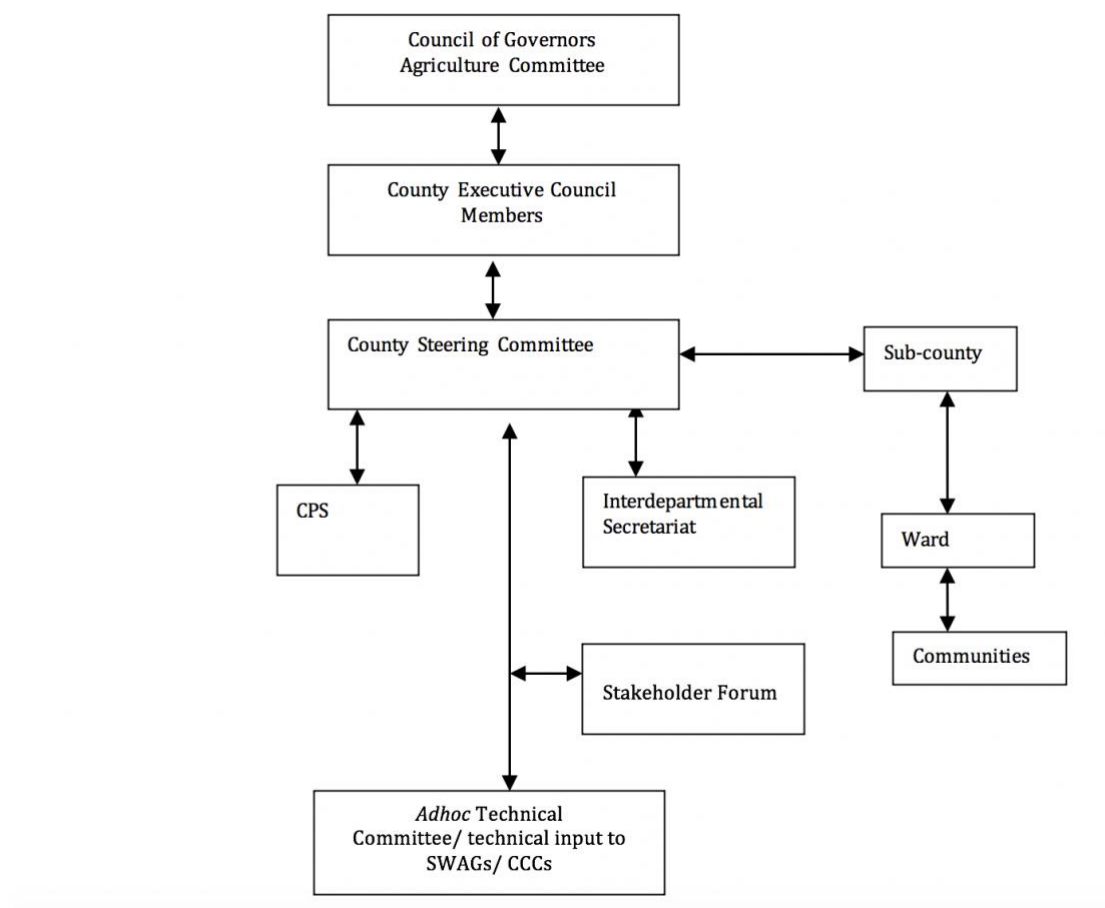 Council of Governors
Agriculture Committee
County Executive Council
Members
County Steering Committee
Sub-county
CPS
Interdepartmental
Secretariat
Ward
Communities
Stakeholder Forum
Adhoc Technical
Committee/ technical input to
SWAGs/ CCCs